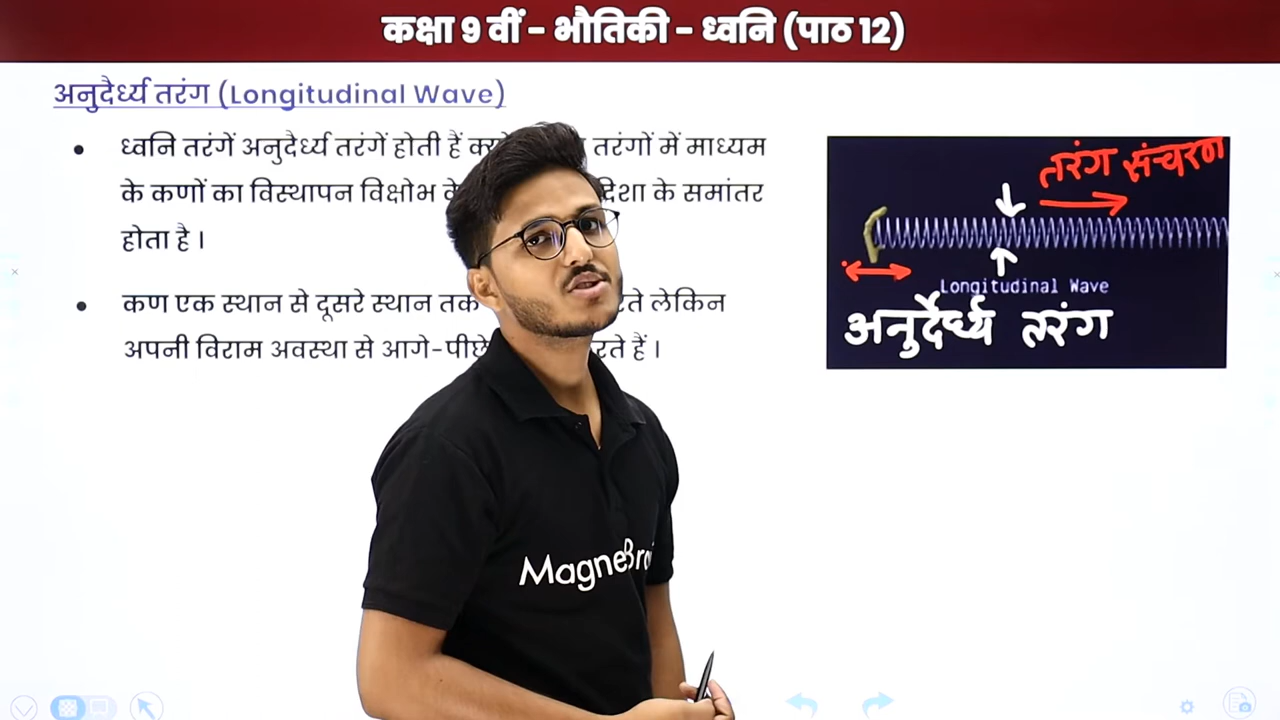 कक्षा 9 वीं - भौतिकी - ध्वनि (पाठ 12)
अनुदैर्ध्य तरंग (Longitudinal Wave)
• ध्वनि तरंगें अनुदैर्ध्य तरंगें होती हैं तरंगों में माध्यम
के कणों का विस्थापन विक्षोभ दिशा के समांतर
होता है ।
• कण एक स्थान से दूसरे स्थान तक लेकिन
अपनी विराम अवस्था से आगे-पीछे हैं ।
तरंग संचरण
Longitudinal Wave
अनुदैर्ध्य तरंग